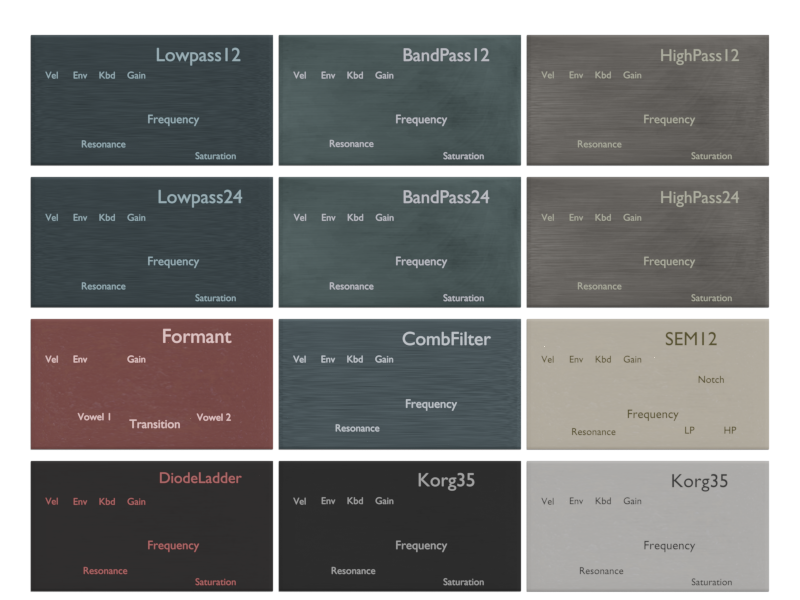 Lowpass12
Vel Env Kbd Gain
Frequency
Resonance
Saturation
BandPass12
Vel Env Kbd Gain
Frequency
Resonance
Saturation
HighPass12
Vel Env Kbd Gain
Frequency
Resonance
Saturation
Lowpass24
Vel Env Kbd Gain
Frequency
Resonance
Saturation
BandPass24
Vel Env Kbd Gain
Frequency
Resonance
Saturation
HighPass24
Vel Env Kbd Gain
Frequency
Resonance
Saturation
Formant
Vel Env Gain
Vowel 1 Transition Vowel 2
CombFilter
Vel Env Kbd Gain
Frequency
Resonance
SEM12
Vel Env Kbd Gain
Notch
Frequency
Resonance LP HP
DiodeLadder
Vel Env Kbd Gain
Frequency
Resonance
Saturation
Korg35
Vel Env Kbd Gain
Frequency
Resonance
Saturation
Korg35
Vel Env Kbd Gain
Frequency
Resonance
Saturation